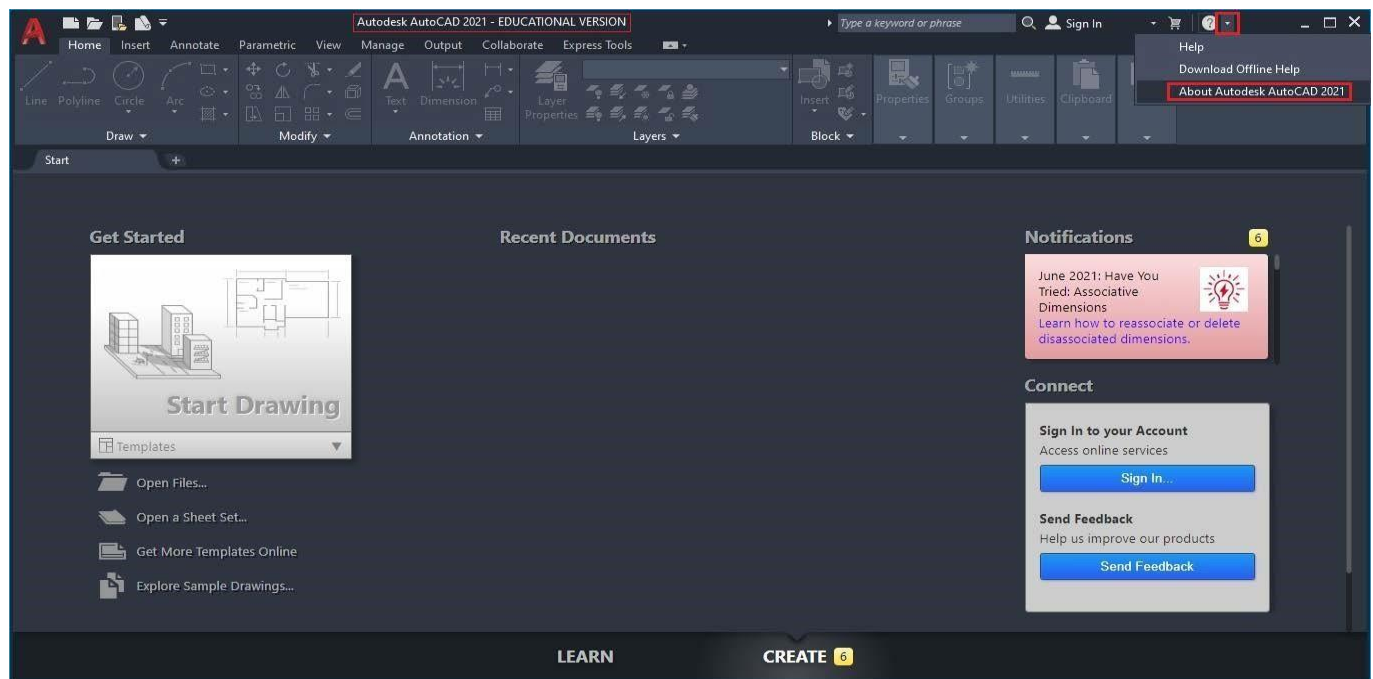 Autodesk AutoCAD 2021 - EDUCATIONAL VERSION
Type a keyword or phrase
Sign In
Home Insert Annotate Parametric View Manage Output Collaborate Express Tools
Help
Download Offline Help
About Autodesk AutoCAD 2021
Line Polyline Circle Arc
Text Dimension
Layer
Properties
Insert
Properties
Groups
Utilities
Clipboard
Draw
Modify
Annotation
Layers
Block
Start
Get Started
Start Drawing
Templates
Open Files...
Open a Sheet Set...
Get More Templates Online
Explore Sample Drawings...
Recent Documents
Notifications 6
June 2021: Have You
Tried: Associative
Dimensions
Learn how to reassociate or delete
disassociated dimensions.
Connect
Sign In to your Account
Access online services
Sign In...
Send Feedback
Help us improve our products
Send Feedback
LEARN
CREATE 6